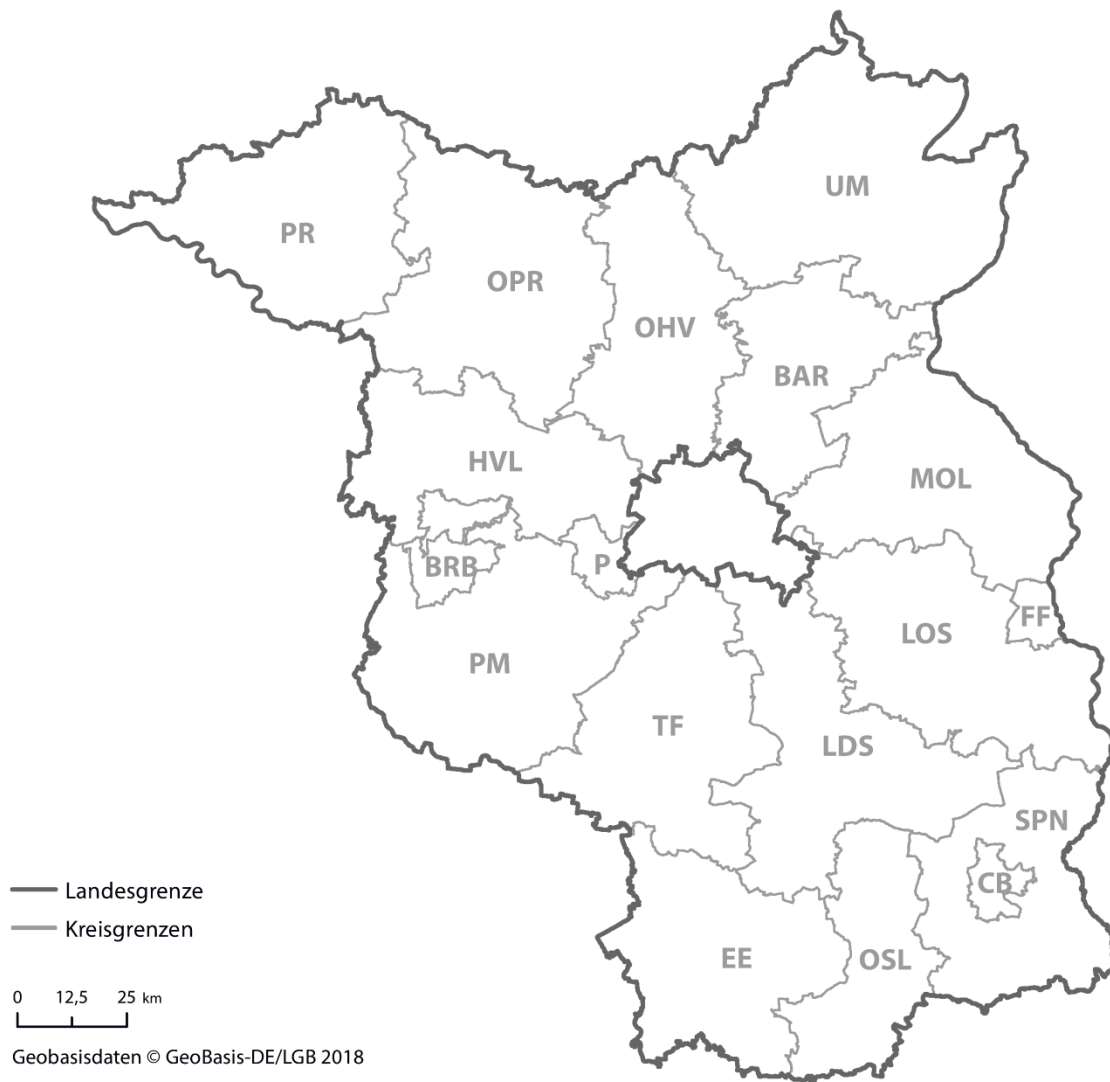 UM
PR
OPR
OHV
BAR
HVL
MOL
BRB
P
FF
LOS
PM
TF
LDS
SPN
CB
EE
OSL
Landesgrenze
Kreisgrenzen
0 12,5 25 km
Geobasisdaten © GeoBasis-DE/LGB 2018